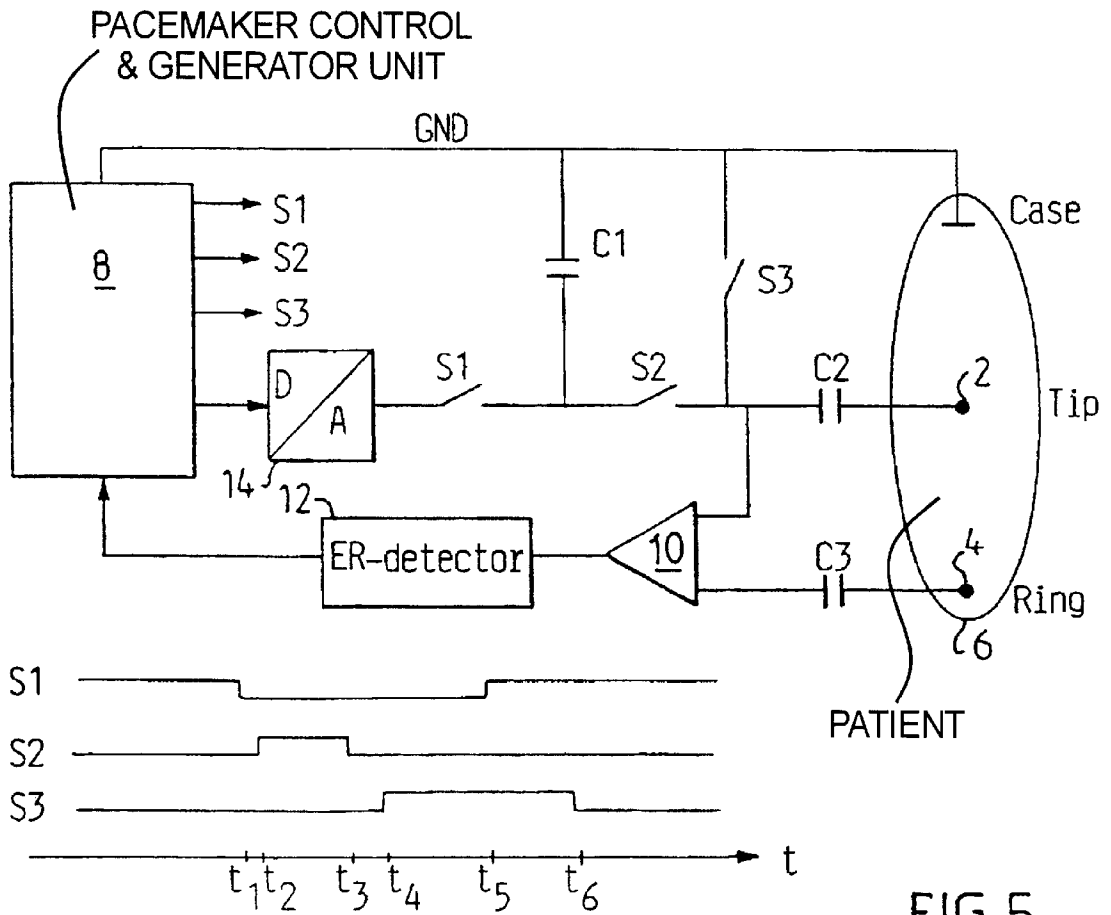 PACEMAKER CONTROL
& GENERATOR UNIT
GND
8
S1
S2
S3
C1
S3
Case
D
A
S1
S2
C2
2
Tip
14
12
ER-detector
10
C3
4
Ring
6
PATIENT
S1
S2
S3
t1 t2 t3 t4 t5 t6 t
FIG 5